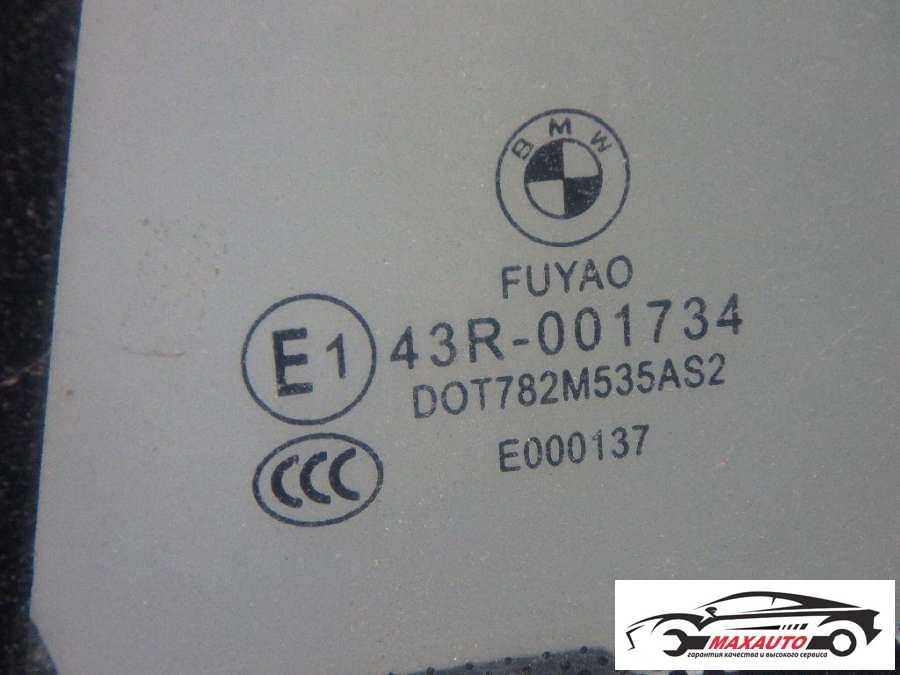 BMW
FUYAO
E1 43R-001734
DOT782M535AS2
CCC E000137
MAXAUTO
гарантия качества и высокого сервиса